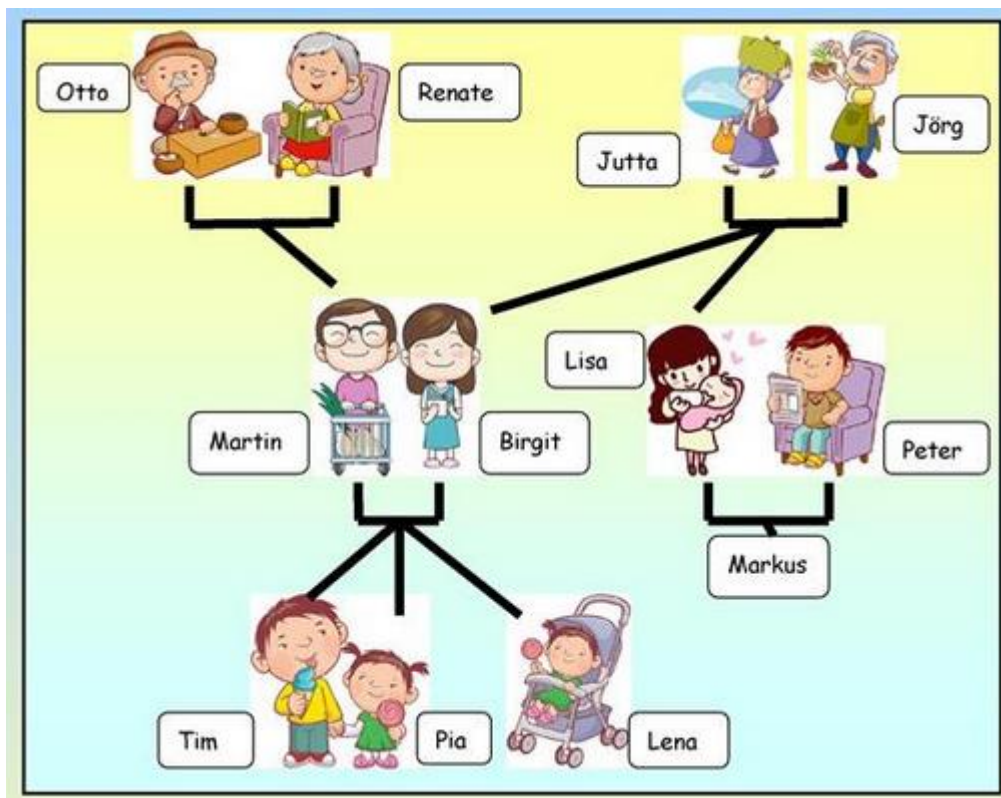 Otto
Renate
Jutta
Jörg
Lisa
Martin
Birgit
Peter
Markus
Tim
Pia
Lena